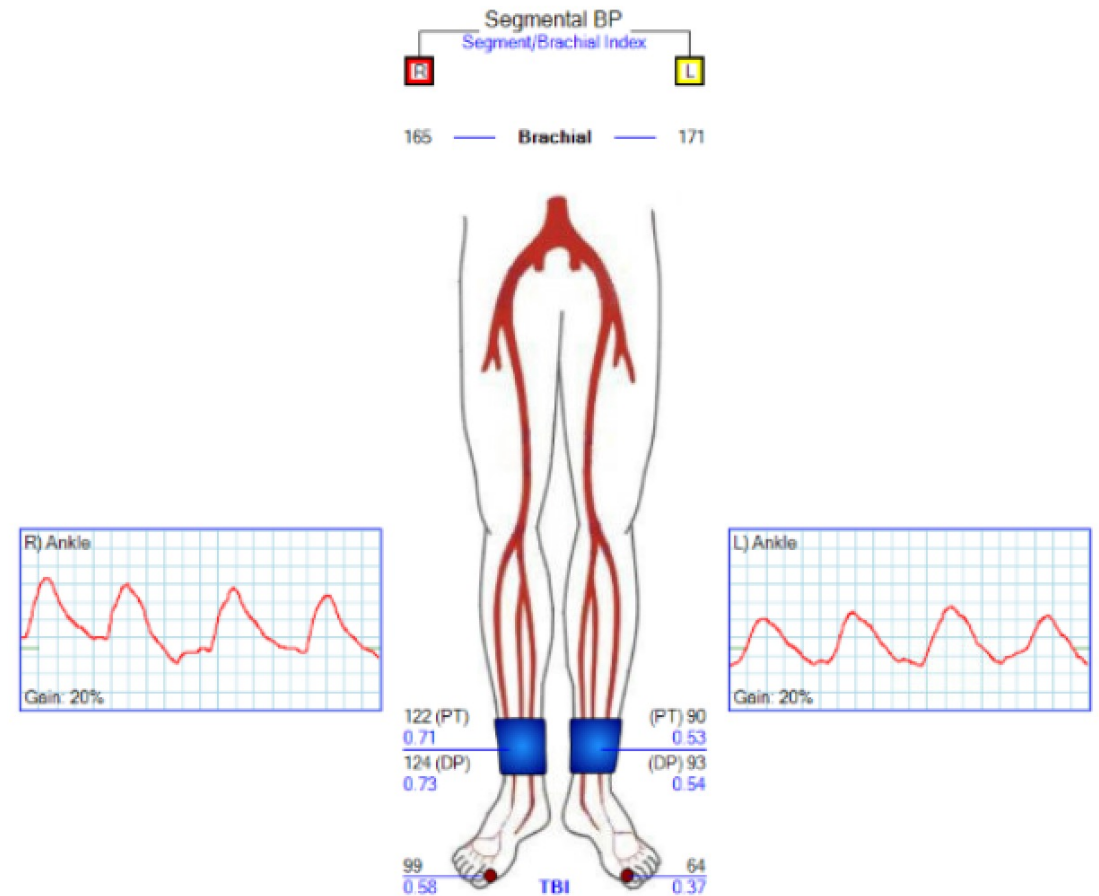 Segmental BP
Segment/Brachial Index
R L
165 Brachial 171
R) Ankle
Gain: 20%
L) Ankle
Gain: 20%
122 (PT) (PT) 90
0.71 0.53
124 (DP) (DP) 93
0.73 0.54
99 64
0.58 TBI 0.37